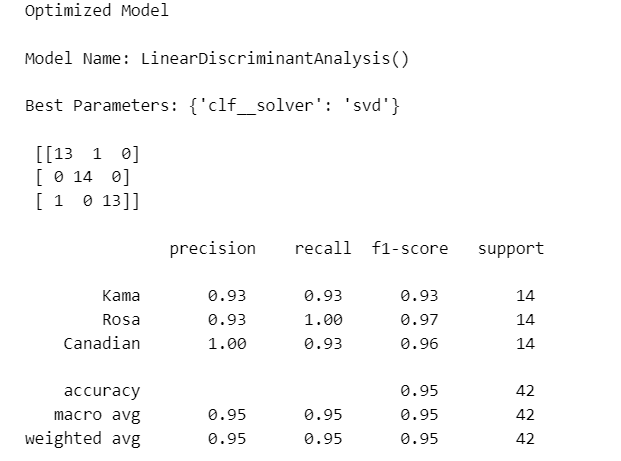 Optimized Model
Model Name: LinearDiscriminantAnalysis()
Best Parameters: {'clf__solver': 'svd'}
[[13  1  0]
[ 0 14  0]
[ 1  0 13]]
precision recall f1-score support
Kama 0.93 0.93 0.93 14
Rosa 0.93 1.00 0.97 14
Canadian 1.00 0.93 0.96 14
accuracy 0.95 42
macro avg 0.95 0.95 0.95 42
weighted avg 0.95 0.95 0.95 42